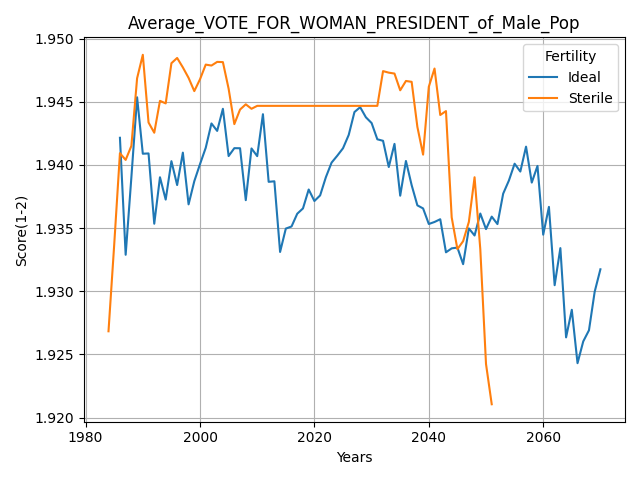 Average_VOTE_FOR_WOMAN_PRESIDENT_of_Male_Pop
Fertility
Ideal
Sterile
Score(1-2)
1.950
1.945
1.940
1.935
1.930
1.925
1.920
1980
2000
2020
2040
2060
Years